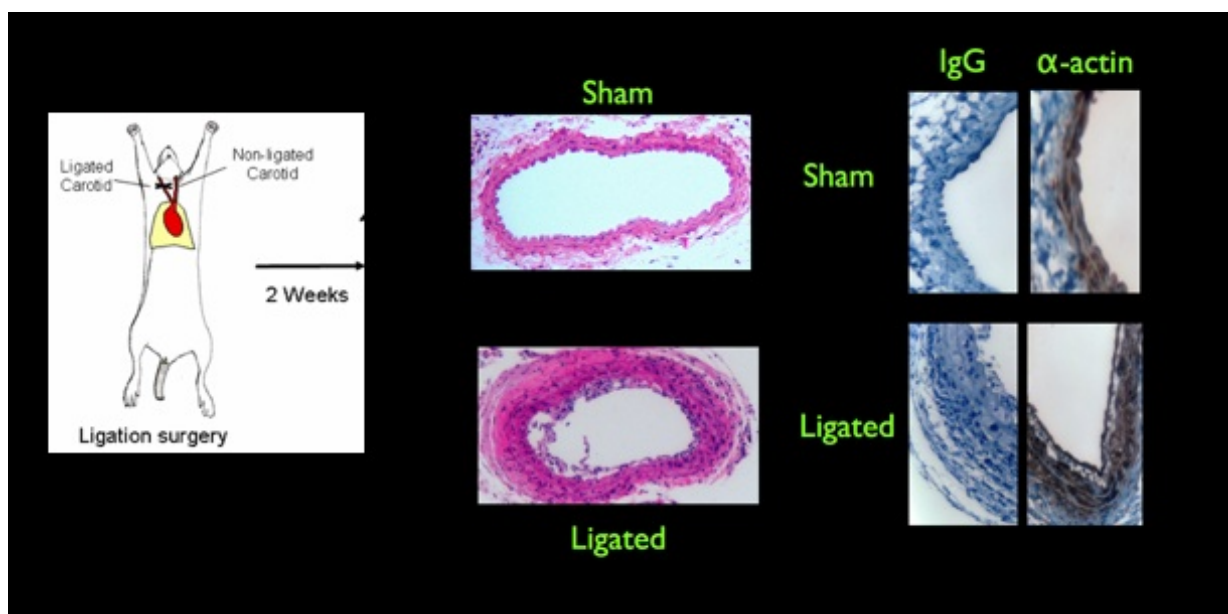 Ligated
Carotid
Non-ligated
Carotid
2 Weeks
Ligation surgery
Sham
Ligated
IgG
α-actin
Sham
Ligated